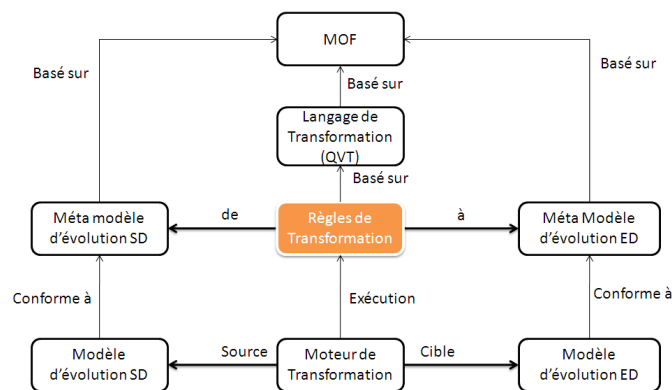 MOF
Basé sur
Basé sur
Basé sur
Langage de
Transformation
(QVT)
Basé sur
Méta modèle
d'évolution SD
de
Règles de
Transformation
à
Méta Modèle
d'évolution ED
Conforme à
Exécution
Conforme à
Modèle
d'évolution SD
Source
Moteur de
Transformation
Cible
Modèle
d'évolution ED